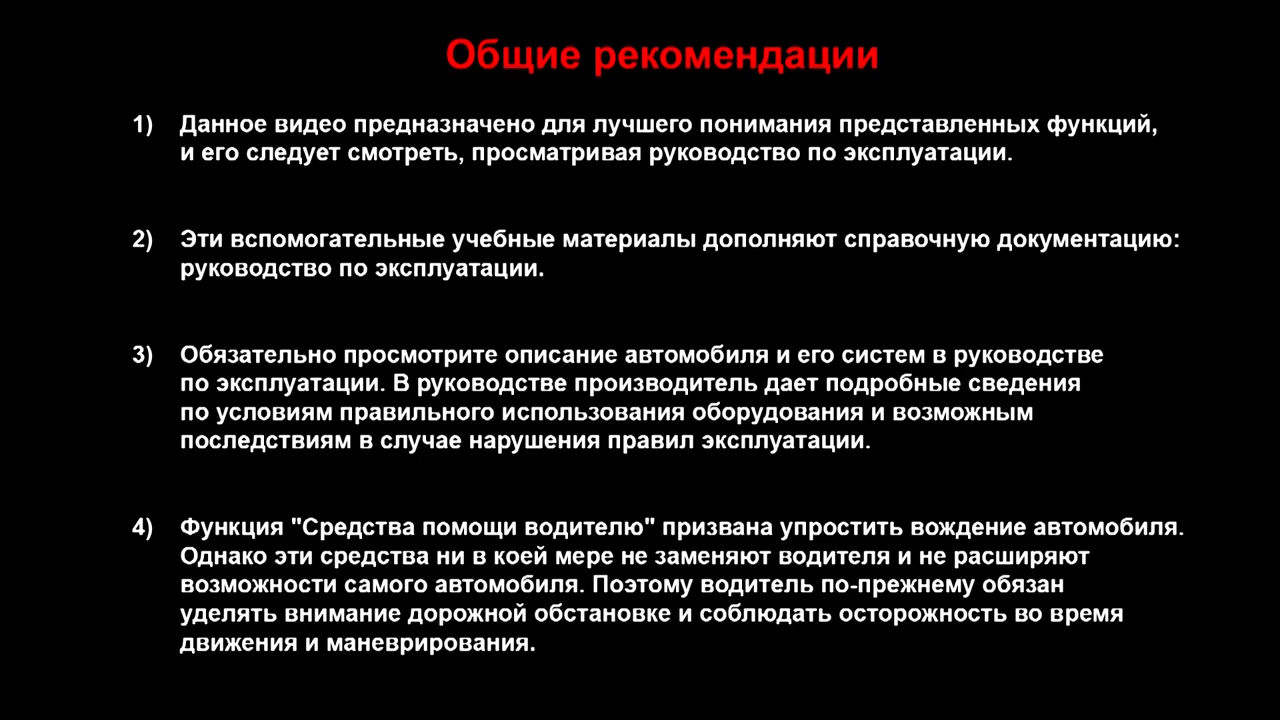 Общие рекомендации
1) Данное видео предназначено для лучшего понимания представленных функций,
и его следует смотреть, просматривая руководство по эксплуатации.
2) Эти вспомогательные учебные материалы дополняют справочную документацию:
руководство по эксплуатации.
3) Обязательно просмотрите описание автомобиля и его систем в руководстве
по эксплуатации. В руководстве производитель дает подробные сведения
по условиям правильного использования оборудования и возможным
последствиям в случае нарушения правил эксплуатации.
4) Функция "Средства помощи водителю" призвана упростить вождение автомобиля.
Однако эти средства ни в коей мере не заменяют водителя и не расширяют
возможности самого автомобиля. Поэтому водитель по-прежнему обязан
уделять внимание дорожной обстановке и соблюдать осторожность во время
движения и маневрирования.